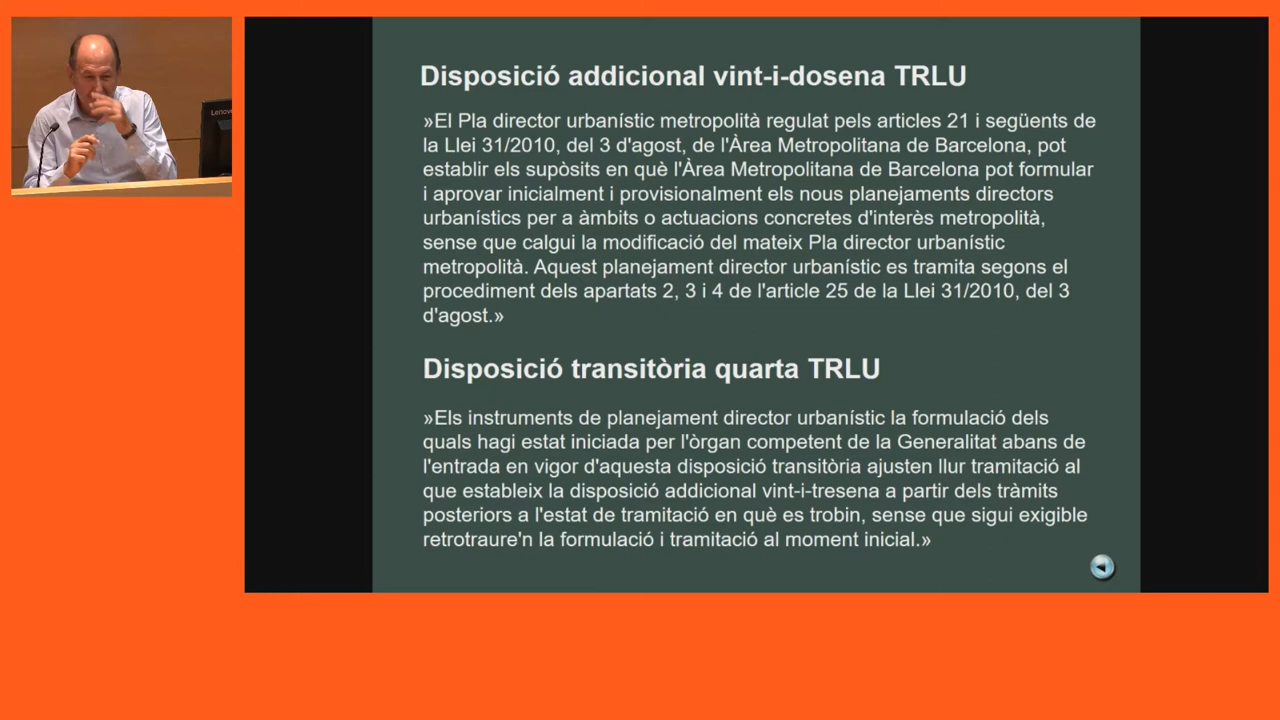 Disposició addicional vint-i-dosena TRLU
»El Pla director urbanístic metropolità regulat pels articles 21 i següents de
la Llei 31/2010, del 3 d'agost, de l'Àrea Metropolitana de Barcelona, pot
establir els supòsits en què l'Àrea Metropolitana de Barcelona pot formular
i aprovar inicialment i provisionalment els nous planejaments directors
urbanístics per a àmbits o actuacions concretes d'interès metropolità,
sense que calgui la modificació del mateix Pla director urbanístic
metropolità. Aquest planejament director urbanístic es tramita segons el
procediment dels apartats 2, 3 i 4 de l'article 25 de la Llei 31/2010, del 3
d'agost.»
Disposició transitòria quarta TRLU
»Els instruments de planejament director urbanístic la formulació dels
quals hagi estat iniciada per l'òrgan competent de la Generalitat abans de
l'entrada en vigor d'aquesta disposició transitòria ajusten llur tramitació al
que estableix la disposició addicional vint-i-tresena a partir dels tràmits
posteriors a l'estat de tramitació en què es trobin, sense que sigui exigible
retrotraure'n la formulació i tramitació al moment inicial.»
Lenovo